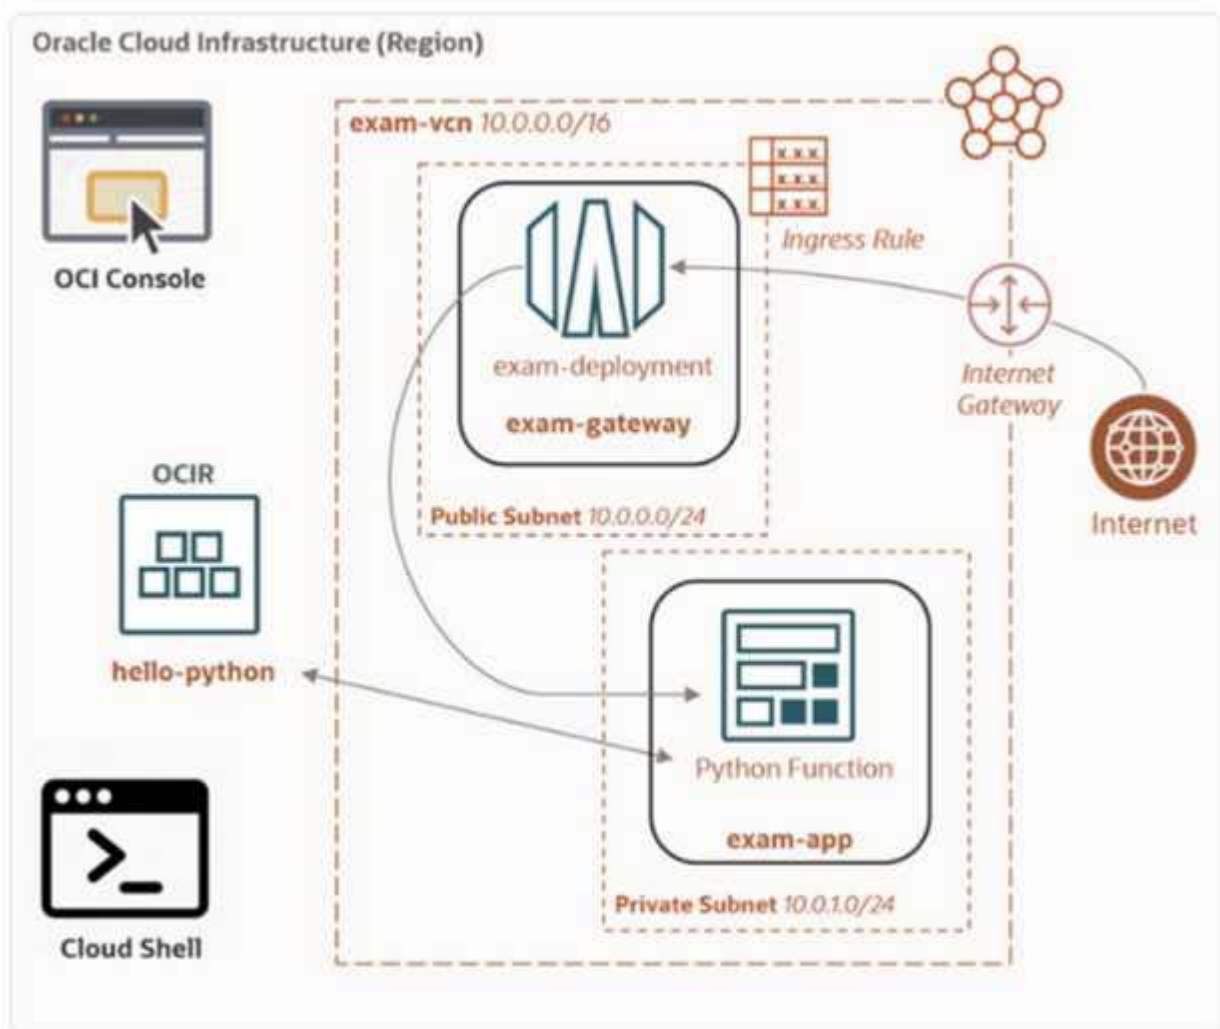 Oracle Cloud Infrastructure (Region)
exam-vcn 10.0.0.0/16
OCI Console
Ingress Rule
exam-deployment
exam-gateway
Internet
Gateway
OCIR
Public Subnet 10.0.0.0/24
Internet
hello-python
Python Function
exam-app
Private Subnet 10.0.1.0/24
Cloud Shell